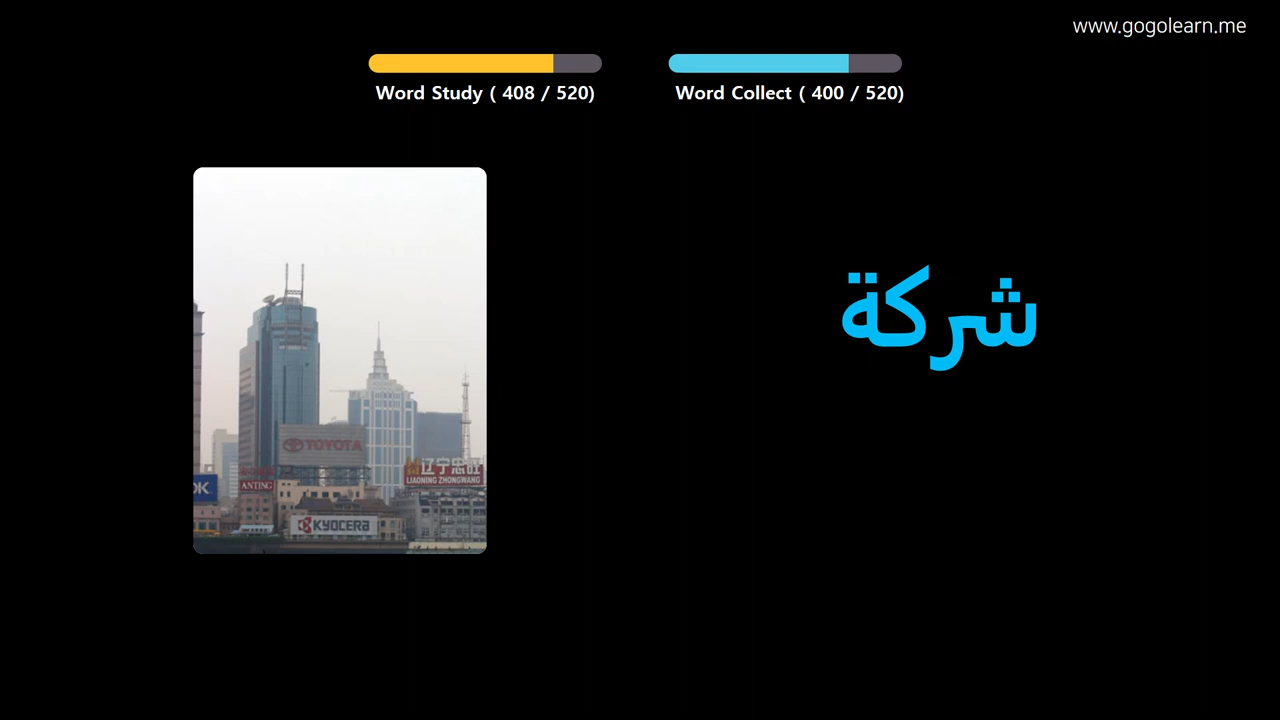 www.gogolearn.me
Word Study ( 408 / 520)
Word Collect ( 400 / 520)
شركة
TOYOTA
辽宁忠旺
LIAONING ZHONGWANG
ANTING
OK
KYOCERA